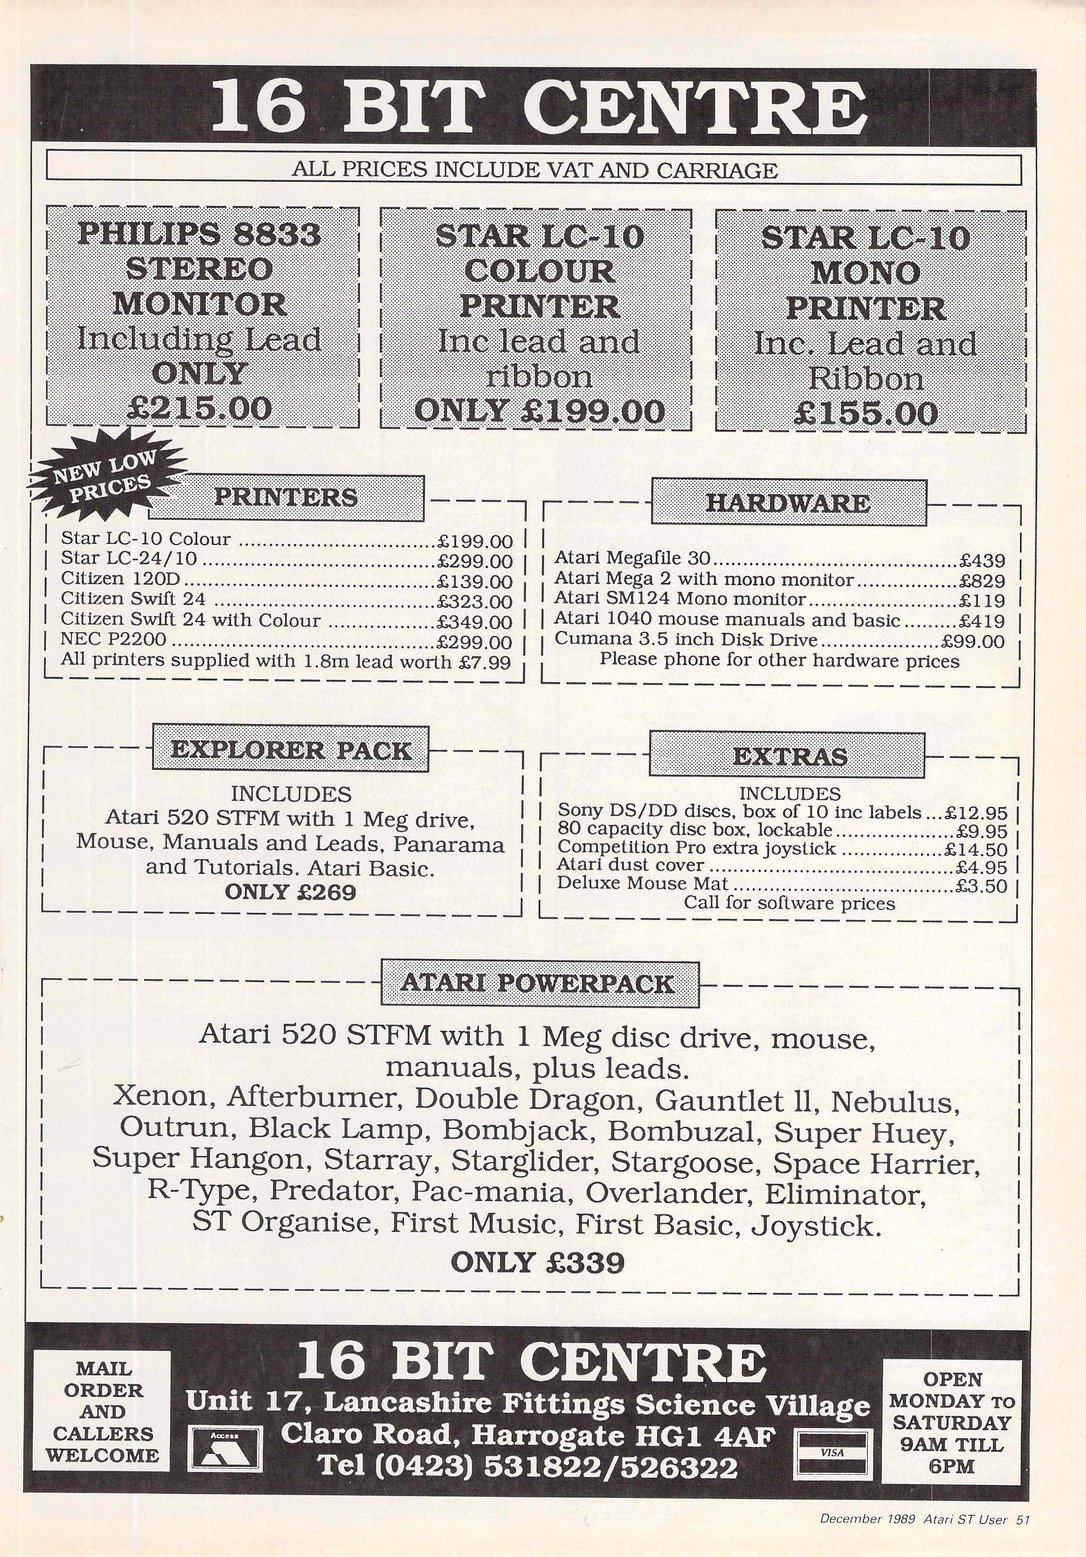 16 BIT CENTRE
ALL PRICES INCLUDE VAT AND CARRIAGE
PHILIPS 8833
STEREO
MONITOR
Including Lead
ONLY
£215.00
STAR LC-10
COLOUR
PRINTER
Inc lead and
ribbon
ONLY £199.00
STAR LC-10
MONO
PRINTER
Inc. Lead and
Ribbon
£155.00
NEW LOW
PRICES
PRINTERS
Star LC-10 Colour ..................................£199.00
Star LC-24/10 ........................................£299.00
Citizen 120D...........................................£139.00
Citizen Swift 24 ......................................£323.00
Citizen Swift 24 with Colour ..................£349.00
NEC P2200 .............................................£299.00
All printers supplied with 1.8m lead worth £7.99
HARDWARE
Atari Megafile 30..........................................£439
Atari Mega 2 with mono monitor.................£829
Atari SM124 Mono monitor.........................£119
Atari 1040 mouse manuals and basic.........£419
Cumana 3.5 inch Disk Drive....................£99.00
Please phone for other hardware prices
EXPLORER PACK
INCLUDES
Atari 520 STFM with 1 Meg drive,
Mouse, Manuals and Leads, Panarama
and Tutorials. Atari Basic.
ONLY £269
EXTRAS
INCLUDES
Sony DS/DD discs, box of 10 inc labels...£12.95
80 capacity disc box, lockable....................£9.95
Competition Pro extra joystick .................£14.50
Atari dust cover..........................................£4.95
Deluxe Mouse Mat......................................£3.50
Call for software prices
ATARI POWERPACK
Atari 520 STFM with 1 Meg disc drive, mouse,
manuals, plus leads.
Xenon, Afterburner, Double Dragon, Gauntlet ll, Nebulus,
Outrun, Black Lamp, Bombjack, Bombuzal, Super Huey,
Super Hangon, Starray, Starglider, Stargoose, Space Harrier,
R-Type, Predator, Pac-mania, Overlander, Eliminator,
ST Organise, First Music, First Basic, Joystick.
ONLY £339
MAIL
ORDER
AND
CALLERS
WELCOME
16 BIT CENTRE
Unit 17, Lancashire Fittings Science Village
Claro Road, Harrogate HG1 4AF
Tel (0423) 531822/526322
Access
VISA
OPEN
MONDAY TO
SATURDAY
9AM TILL
6PM
December 1989 Atari ST User 51